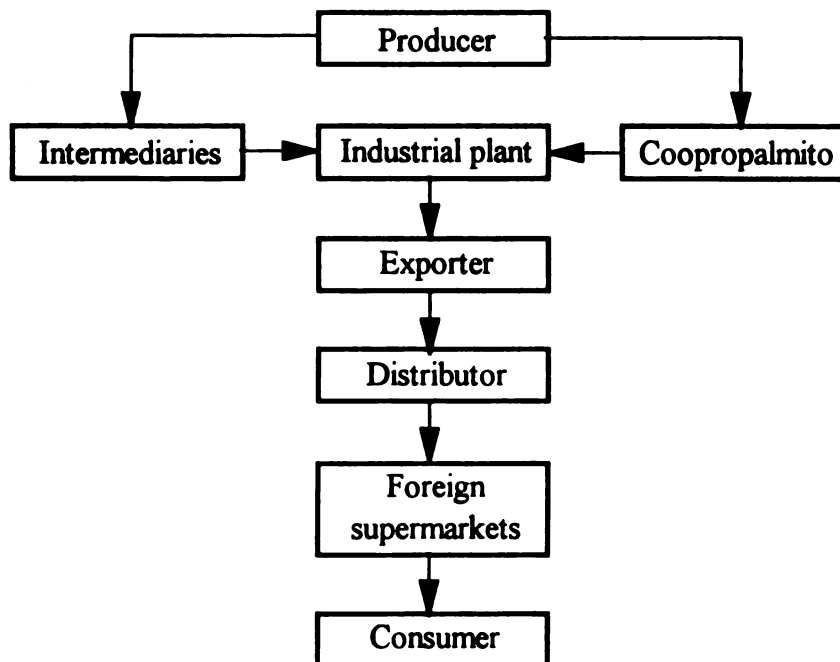 Producer
Intermediaries
Industrial plant
Coopropalmito
Exporter
Distributor
Foreign
supermarkets
Consumer